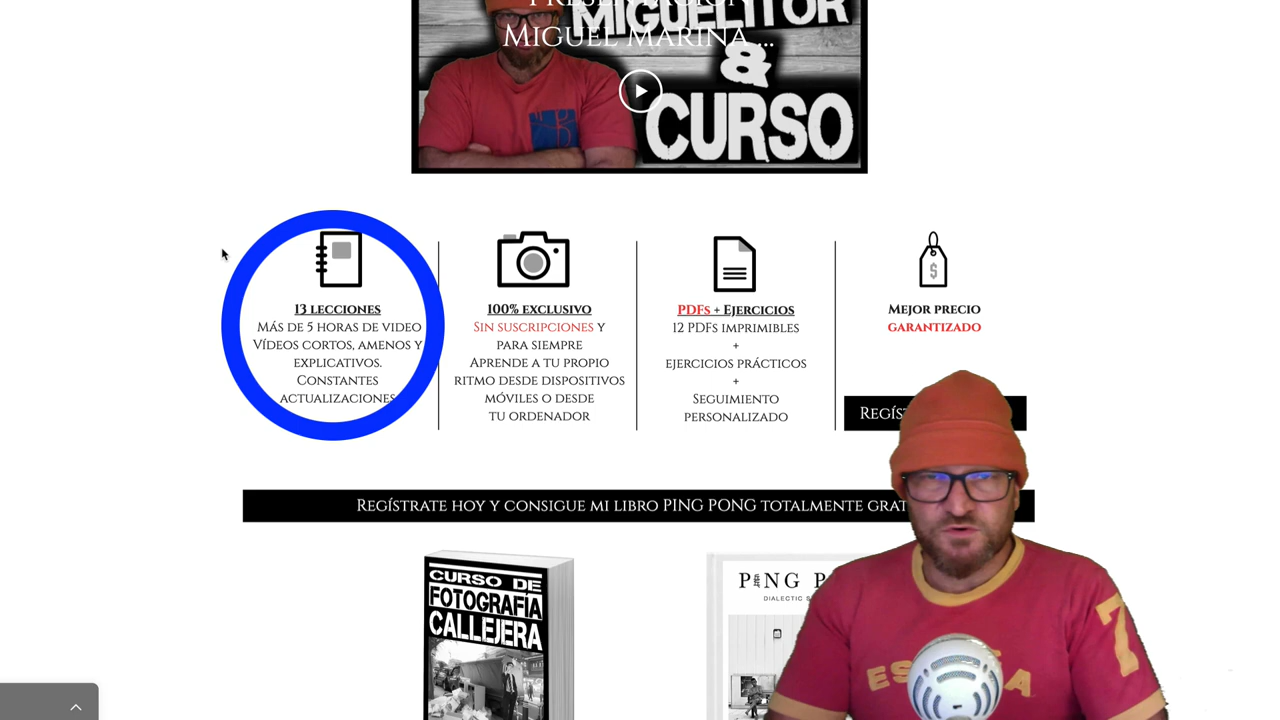 Presentación
Miguel Marina ...
MIGUELITOR
&
CURSO
13 lecciones
Más de 5 horas de video
Vídeos cortos, amenos y
explicativos.
Constantes
actualizaciones
100% exclusivo
Sin suscripciones y
para siempre
Aprende a tu propio
ritmo desde dispositivos
móviles o desde
tu ordenador
PDFs + Ejercicios
12 PDFs imprimibles
+
ejercicios prácticos
+
Seguimiento
personalizado
Mejor precio
garantizado
Regístrate hoy y consigue mi libro PING PONG totalmente
CURSO DE
FOTOGRAFÍA
CALLEJERA
PING
DIALECTIC
7